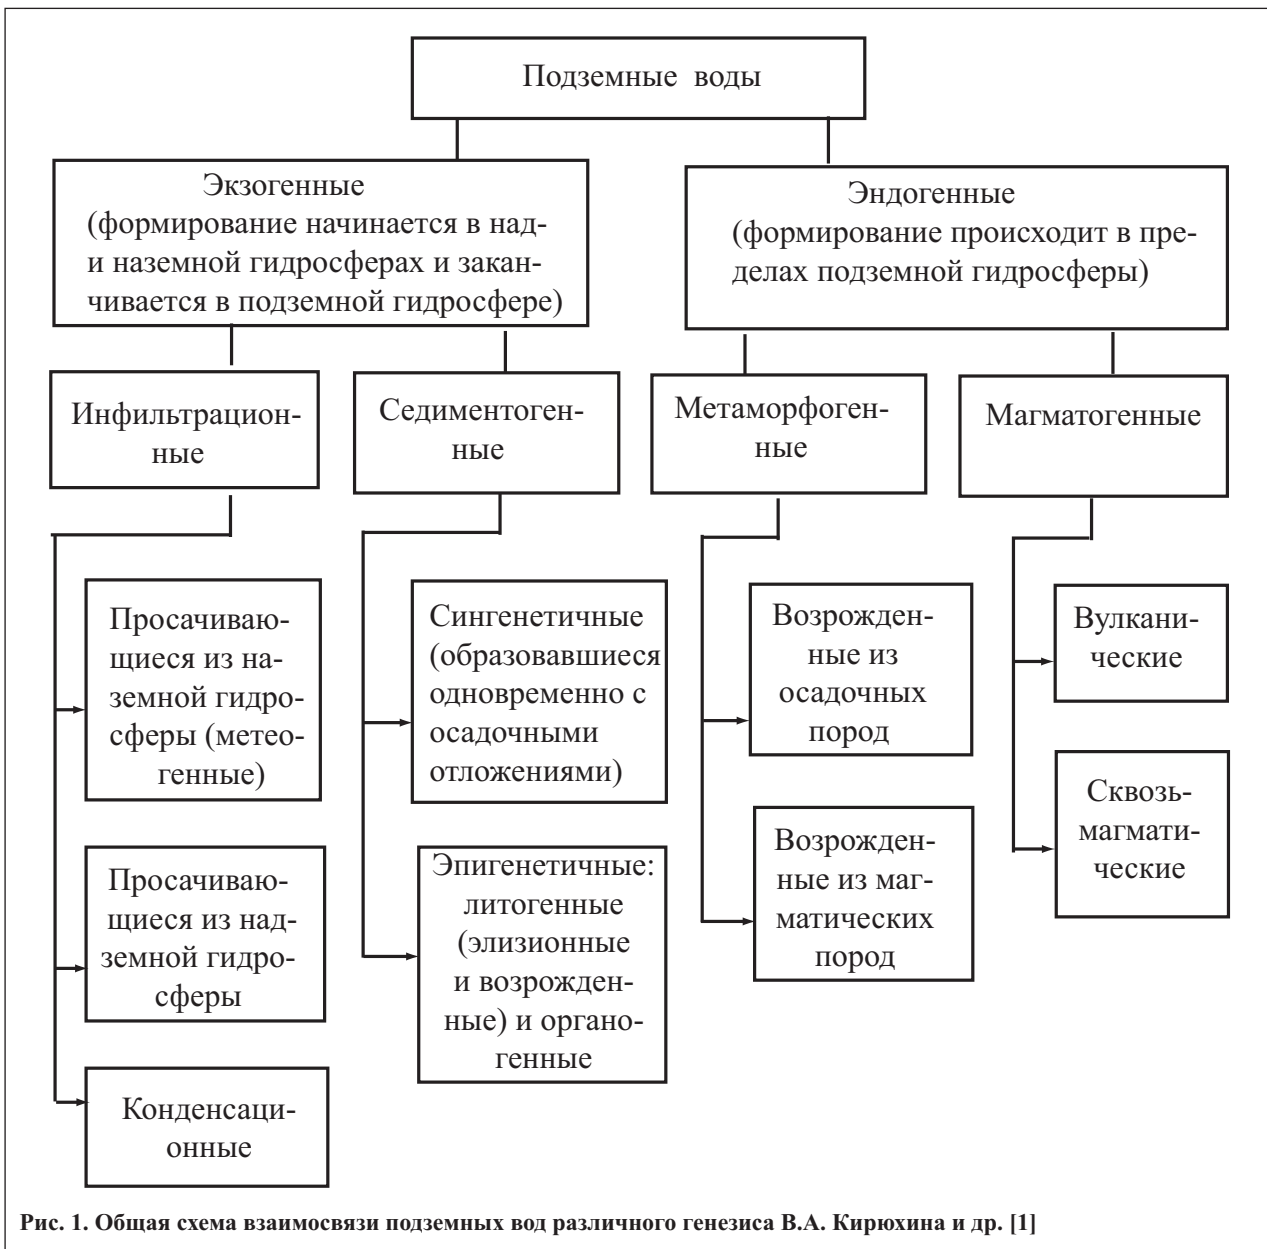 Подземные воды
Экзогенные
(формирование начинается в над-
и наземной гидросферах и закан-
чивается в подземной гидросфере)
Эндогенные
(формирование происходит в пре-
делах подземной гидросферы)
Инфильтрацион-
ные
Седиментоген-
ные
Метаморфоген-
ные
Магматогенные
Просачиваю-
щиеся из на-
земной гидро-
сферы (метео-
генные)
Просачиваю-
щиеся из над-
земной гидро-
сферы
Конденсаци-
онные
Сингенетичные
(образовавшиеся
одновременно с
осадочными
отложениями)
Эпигенетичные:
литогенные
(элизионные
и возрожден-
ные) и органо-
генные
Возрожден-
ные из
осадочных
пород
Возрожден-
ные из маг-
матических
пород
Вулкани-
ческие
Сквозь-
магмати-
ческие
Рис. 1. Общая схема взаимосвязи подземных вод различного генезиса В.А. Кирюхина и др. [1]